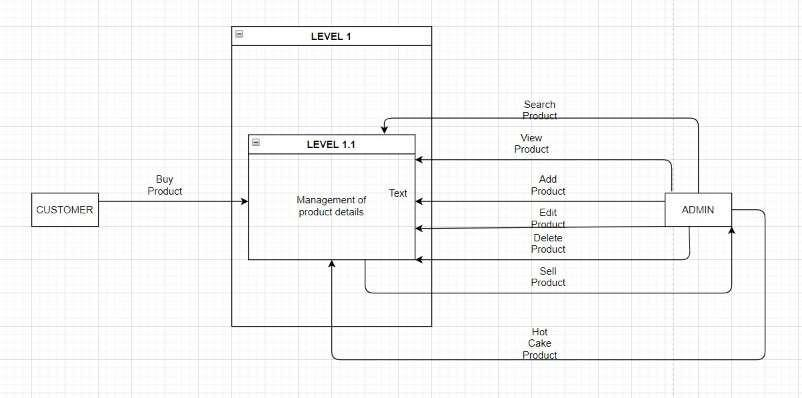 LEVEL 1
Search
Product
LEVEL 1.1
View
Product
Buy
Product
Management of
product details
Text
Add
Product
CUSTOMER
ADMIN
Edit
Product
Delete
Product
Sell
Product
Hot
Cake
Product